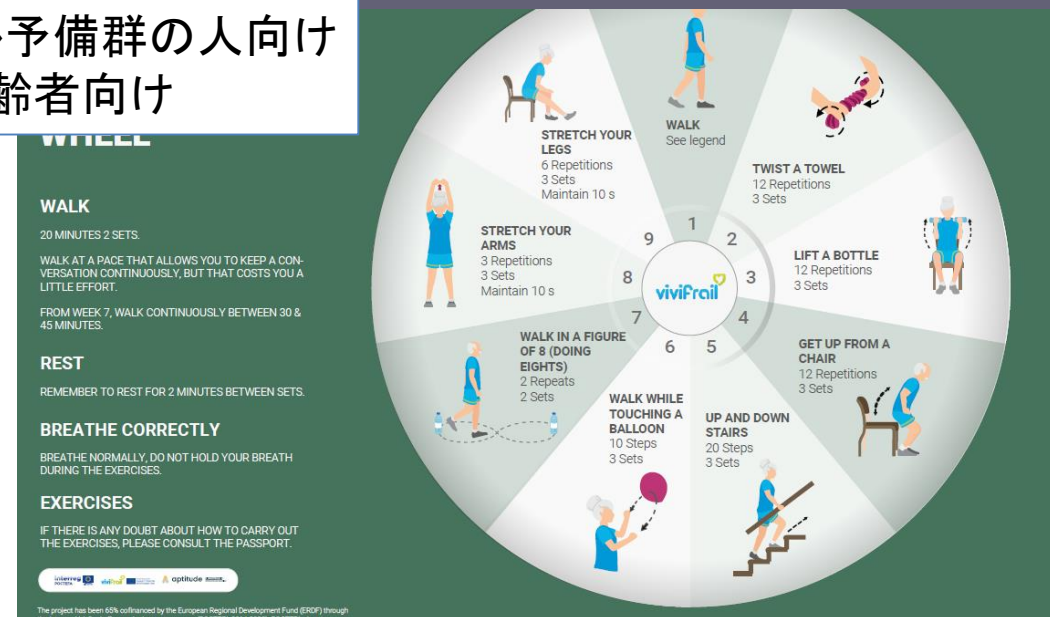 予備群の人向け
齢者向け
WHEEL
WALK
20 MINUTES 2 SETS.
WALK AT A PACE THAT ALLOWS YOU TO KEEP A CON-
VERSATION CONTINUOUSLY, BUT THAT COSTS YOU A
LITTLE EFFORT.
FROM WEEK 7, WALK CONTINUOUSLY BETWEEN 30 &
45 MINUTES.
REST
REMEMBER TO REST FOR 2 MINUTES BETWEEN SETS.
BREATHE CORRECTLY
BREATHE NORMALLY, DO NOT HOLD YOUR BREATH
DURING THE EXERCISES.
EXERCISES
IF THERE IS ANY DOUBT ABOUT HOW TO CARRY OUT
THE EXERCISES, PLEASE CONSULT THE PASSPORT.
interreg
POCTEFA
vivifrail
aptitude
The project has been 65% cofinanced by the European Regional Development Fund (ERDF) through
WALK
See legend
1
TWIST A TOWEL
12 Repetitions
3 Sets
2
LIFT A BOTTLE
12 Repetitions
3 Sets
3
GET UP FROM A
CHAIR
12 Repetitions
3 Sets
4
UP AND DOWN
STAIRS
20 Steps
3 Sets
5
WALK WHILE
TOUCHING A
BALLOON
10 Steps
3 Sets
6
WALK IN A FIGURE
OF 8 (DOING
EIGHTS)
2 Repeats
2 Sets
7
STRETCH YOUR
ARMS
3 Repetitions
3 Sets
Maintain 10 s
8
STRETCH YOUR
LEGS
6 Repetitions
3 Sets
Maintain 10 s
9
vivifrail